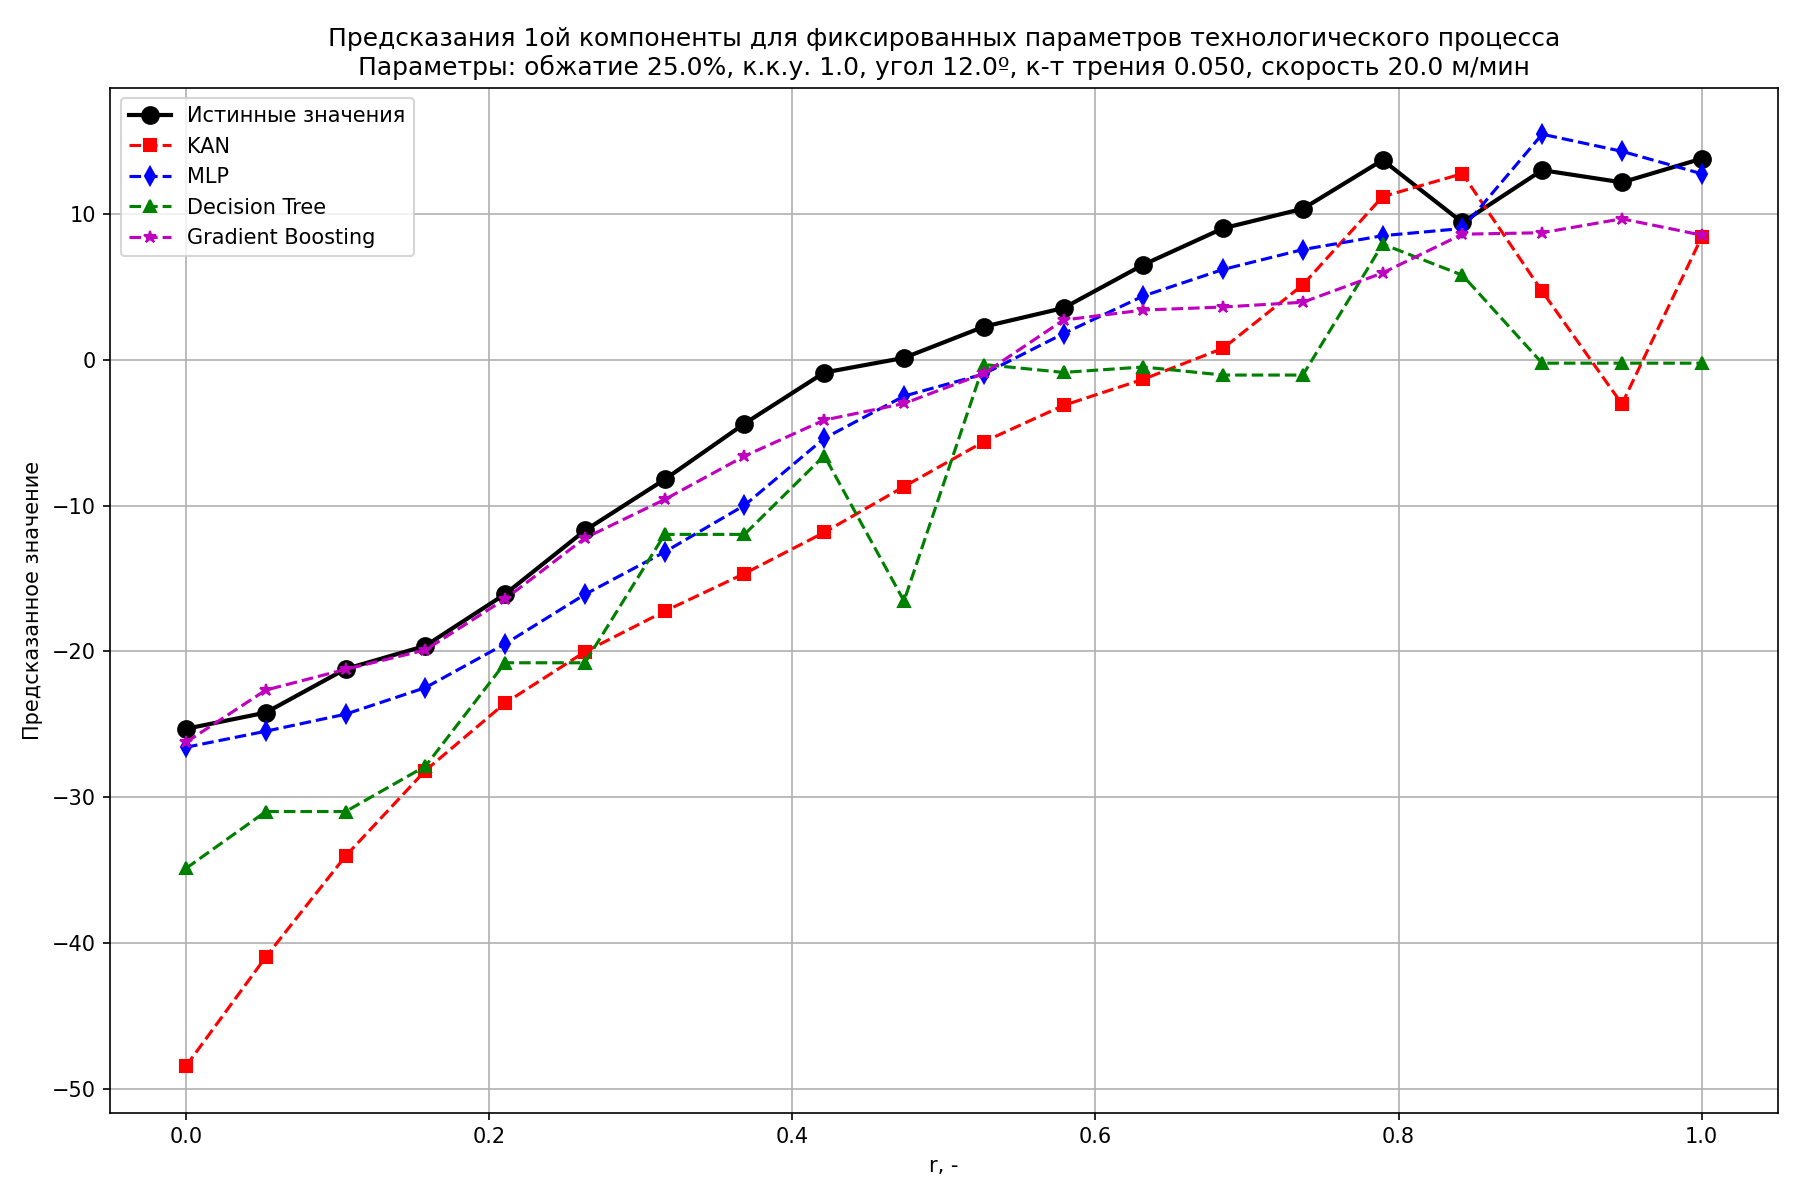 Предсказания 1ой компоненты для фиксированных параметров технологического процесса
Параметры: обжатие 25.0%, к.к.у. 1.0, угол 12.0º, к-т трения 0.050, скорость 20.0 м/мин
Истинные значения
KAN
MLP
Decision Tree
Gradient Boosting
Предсказанное значение
10
0
−10
−20
−30
−40
−50
0.0
0.2
0.4
0.6
0.8
1.0
r, -